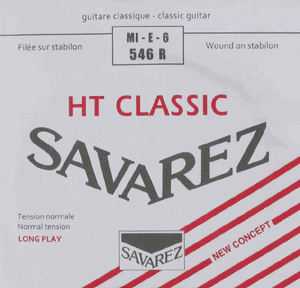 guitare classique - classic guitar
Filée sur stabilon
MI - E - 6
Wound on stabilon
546 R
HT CLASSIC
SAVAREZ
Tension normale
Normal tension
LONG PLAY
SAVAREZ
NEW CONCEPT